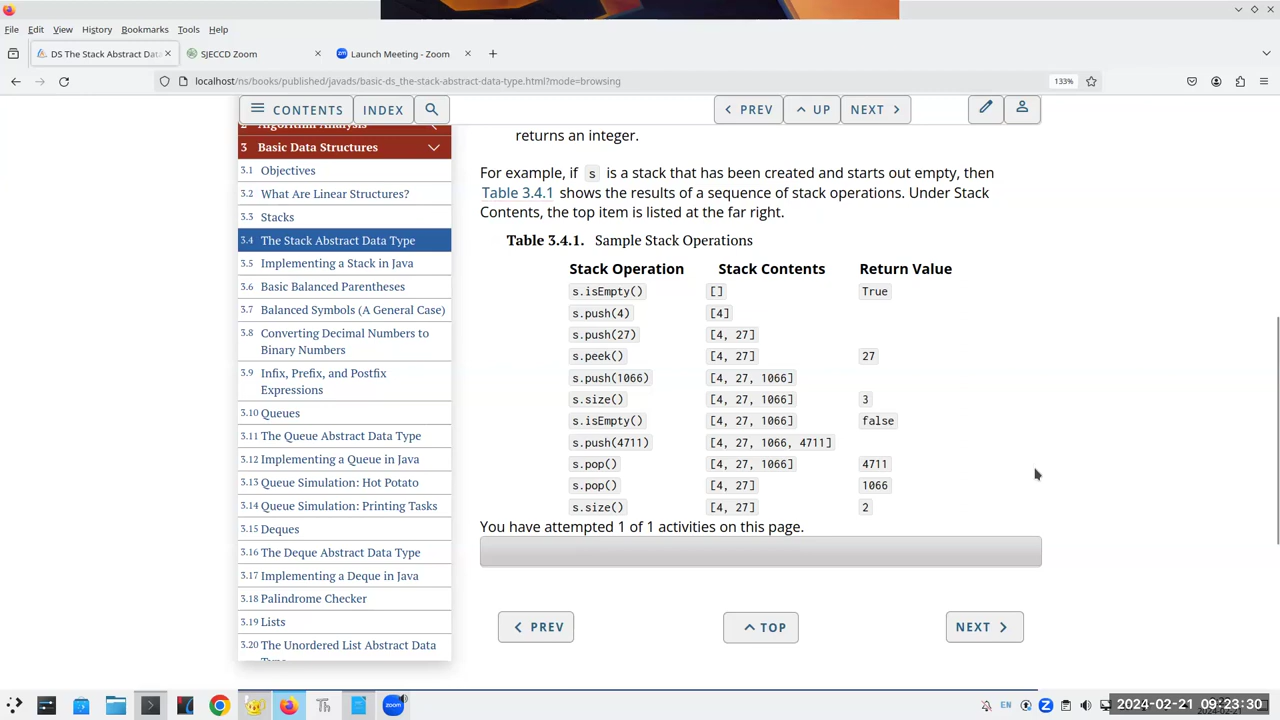 File Edit View History Bookmarks Tools Help
DS The Stack Abstract Dat
SJECCD Zoom
Launch Meeting - Zoom
localhost/ns/books/published/javads/basic-ds_the-stack-abstract-data-type.html?mode=browsing
133%
CONTENTS INDEX PREV UP NEXT
2 Algorithm Analysis
3 Basic Data Structures
3.1 Objectives
3.2 What Are Linear Structures?
3.3 Stacks
3.4 The Stack Abstract Data Type
3.5 Implementing a Stack in Java
3.6 Basic Balanced Parentheses
3.7 Balanced Symbols (A General Case)
3.8 Converting Decimal Numbers to
Binary Numbers
3.9 Infix, Prefix, and Postfix
Expressions
3.10 Queues
3.11 The Queue Abstract Data Type
3.12 Implementing a Queue in Java
3.13 Queue Simulation: Hot Potato
3.14 Queue Simulation: Printing Tasks
3.15 Deques
3.16 The Deque Abstract Data Type
3.17 Implementing a Deque in Java
3.18 Palindrome Checker
3.19 Lists
3.20 The Unordered List Abstract Data
returns an integer.
For example, if s is a stack that has been created and starts out empty, then
Table 3.4.1 shows the results of a sequence of stack operations. Under Stack
Contents, the top item is listed at the far right.
Table 3.4.1. Sample Stack Operations
Stack Operation Stack Contents Return Value
s.isEmpty() [] True
s.push(4) [4]
s.push(27) [4, 27]
s.peek() [4, 27] 27
s.push(1066) [4, 27, 1066]
s.size() [4, 27, 1066] 3
s.isEmpty() [4, 27, 1066] false
s.push(4711) [4, 27, 1066, 4711]
s.pop() [4, 27, 1066] 4711
s.pop() [4, 27] 1066
s.size() [4, 27] 2
You have attempted 1 of 1 activities on this page.
PREV TOP NEXT
Th
zoom
EN
2024-02-21 09:23:30